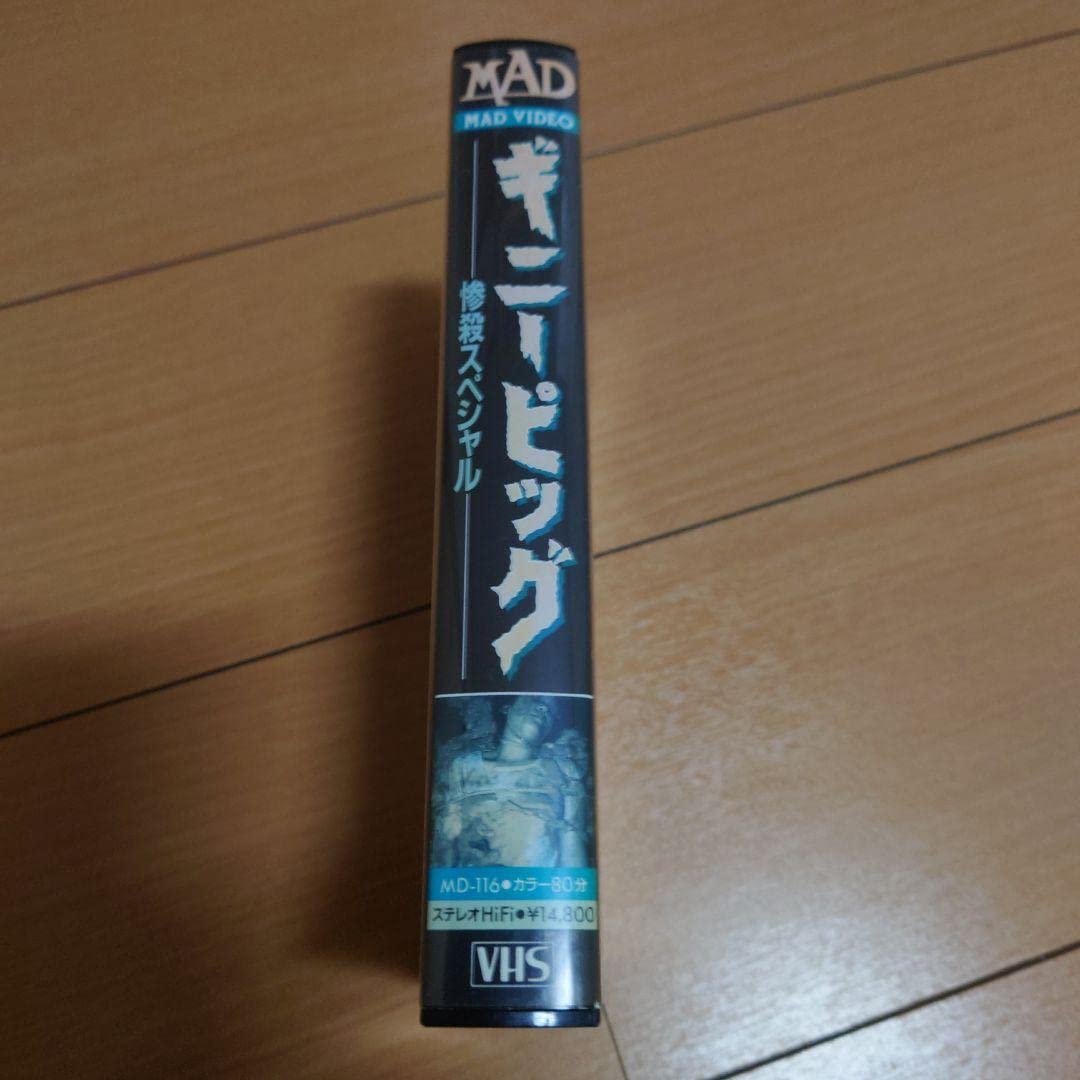 MAD
MAD VIDEO
ギニーピッグ
惨殺スペシャル
MD-116●カラー80分
ステレオHiFi●¥14,800
VHS